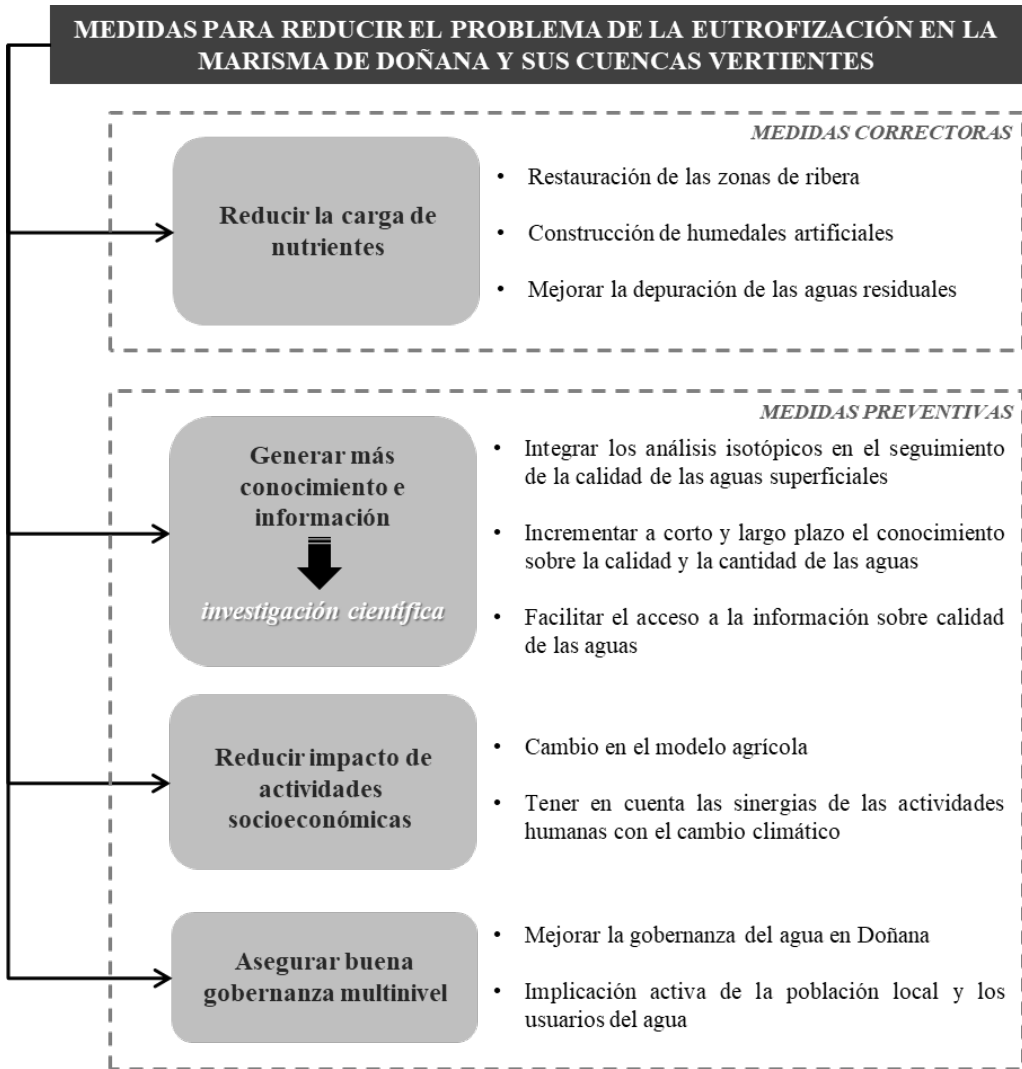 MEDIDAS PARA REDUCIR EL PROBLEMA DE LA EUTROFIZACIÓN EN LA
MARISMA DE DOÑANA Y SUS CUENCAS VERTIENTES
MEDIDAS CORRECTORAS
Reducir la carga de
nutrientes
• Restauración de las zonas de ribera
• Construcción de humedales artificiales
• Mejorar la depuración de las aguas residuales
MEDIDAS PREVENTIVAS
Generar más
conocimiento e
información
investigación científica
• Integrar los análisis isotópicos en el seguimiento
de la calidad de las aguas superficiales
• Incrementar a corto y largo plazo el conocimiento
sobre la calidad y la cantidad de las aguas
• Facilitar el acceso a la información sobre calidad
de las aguas
Reducir impacto de
actividades
socioeconómicas
• Cambio en el modelo agrícola
• Tener en cuenta las sinergias de las actividades
humanas con el cambio climático
Asegurar buena
gobernanza multinivel
• Mejorar la gobernanza del agua en Doñana
• Implicación activa de la población local y los
usuarios del agua